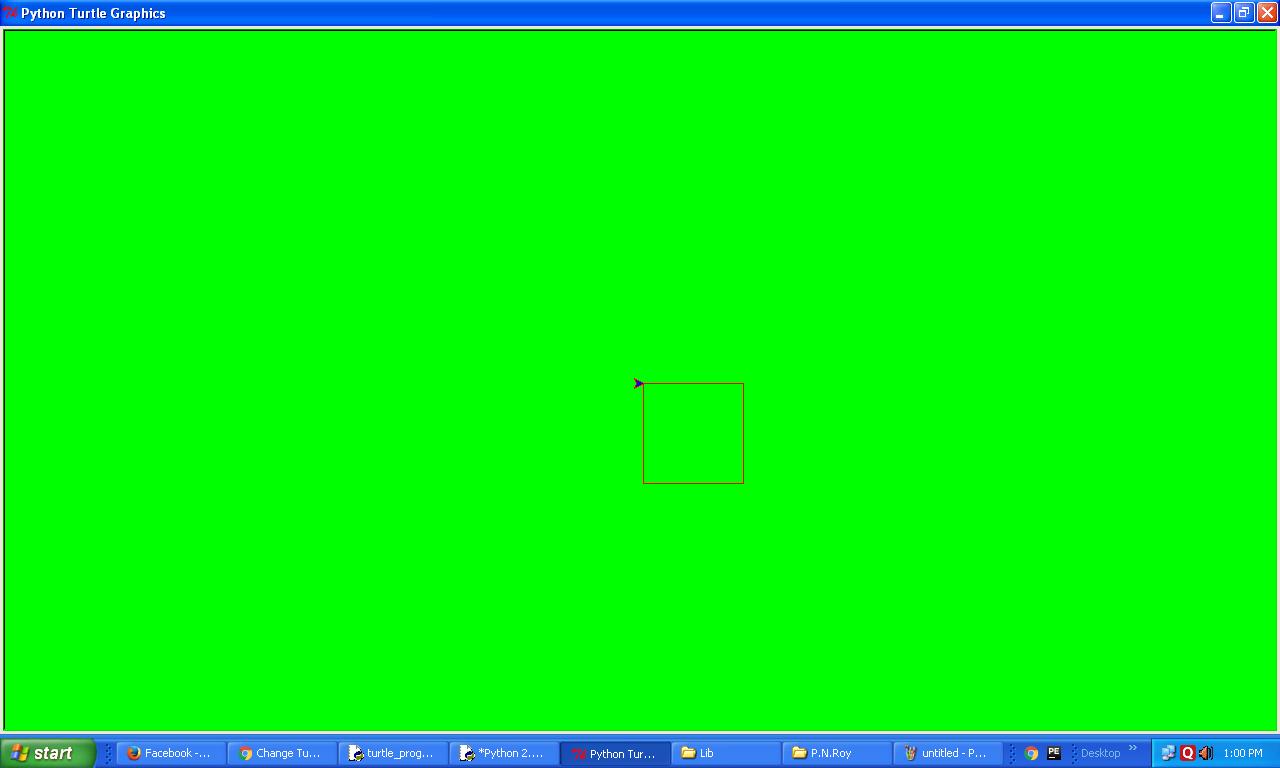 Python Turtle Graphics
start
Facebook -...
Change Tu...
turtle_prog...
*Python 2....
Python Tur...
Lib
P.N.Roy
untitled - P...
PE
Desktop
»
Q
1:00 PM